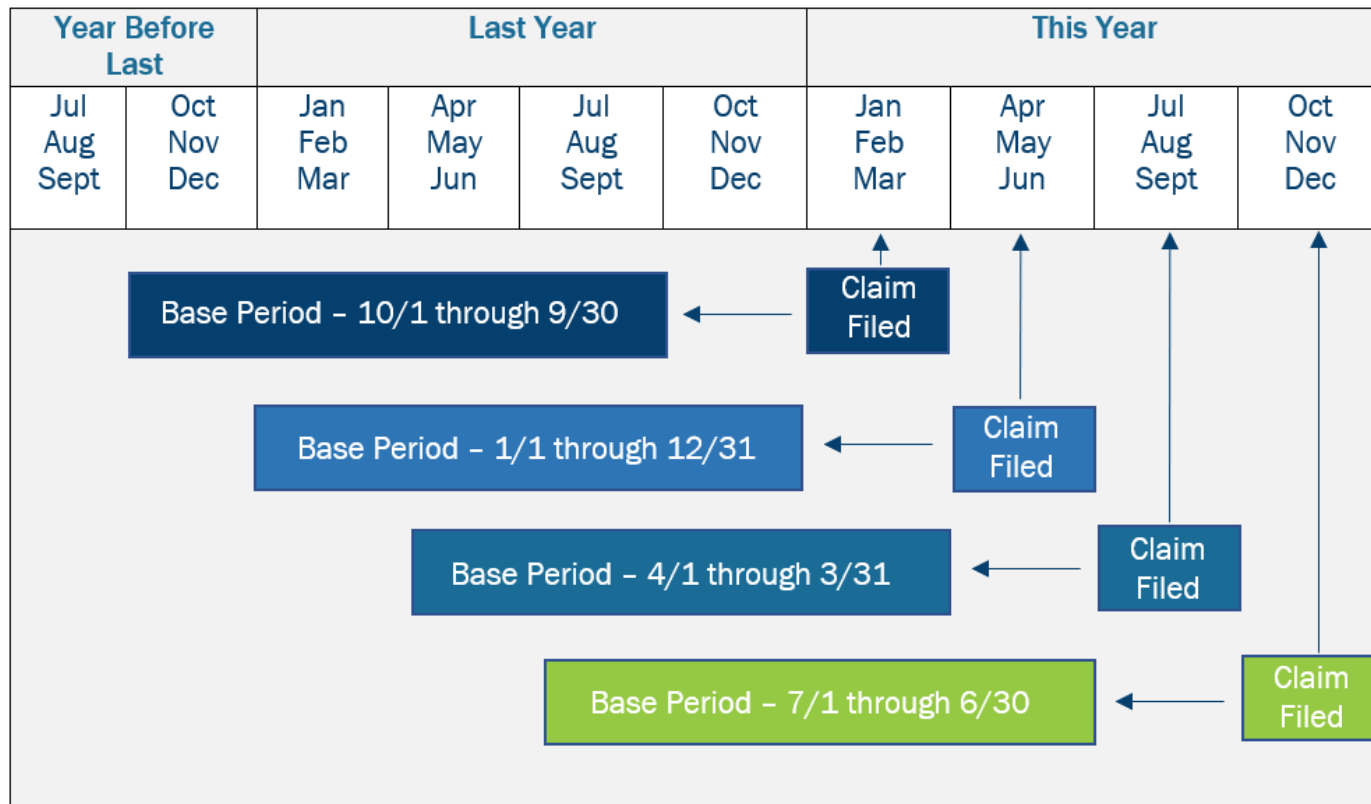 Year Before
Last
Last Year
This Year
Jul
Aug
Sept
Oct
Nov
Dec
Jan
Feb
Mar
Apr
May
Jun
Jul
Aug
Sept
Oct
Nov
Dec
Jan
Feb
Mar
Apr
May
Jun
Jul
Aug
Sept
Oct
Nov
Dec
Base Period – 10/1 through 9/30
Claim
Filed
Base Period – 1/1 through 12/31
Claim
Filed
Base Period – 4/1 through 3/31
Claim
Filed
Base Period – 7/1 through 6/30
Claim
Filed